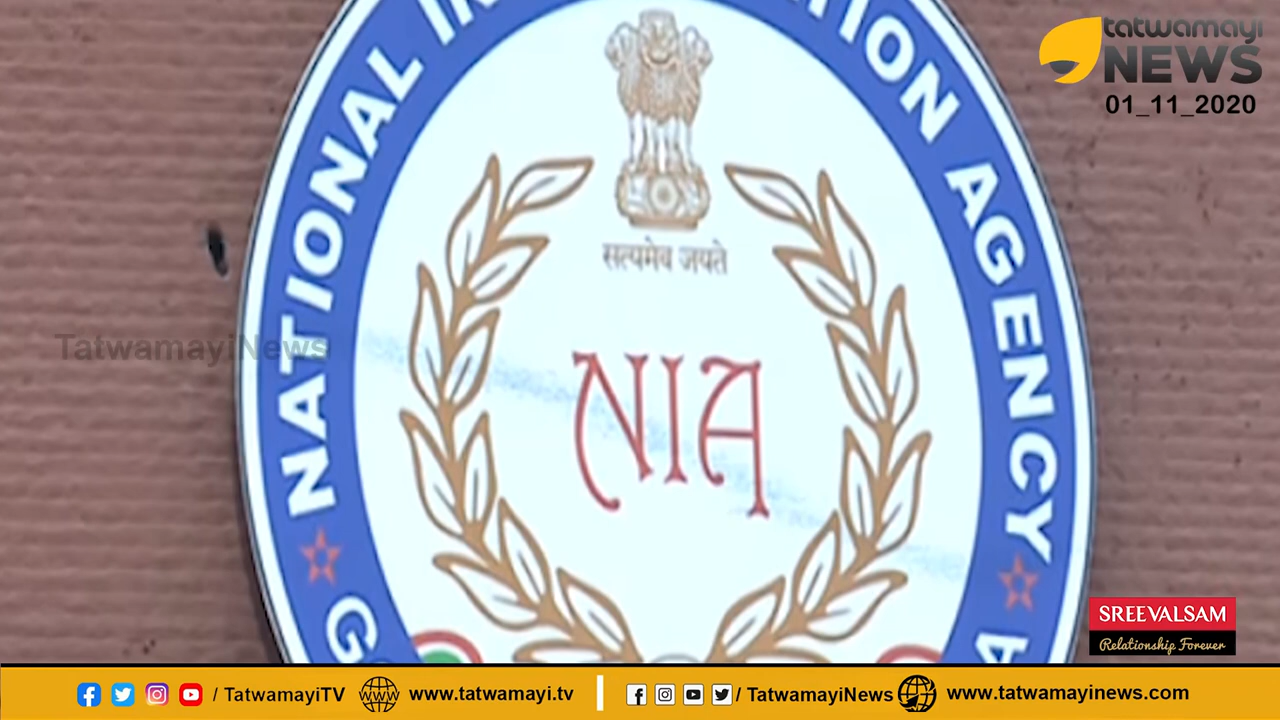 tatwamayi
NEWS
01_11_2020
NATIONAL AGENCY
सत्यमेव जयते
TatwamayiNews
NIA
SREEVALSAM
Relationship Forever
/ TatwamayiTV www.tatwamayi.tv / TatwamayiNews www.tatwamayinews.com